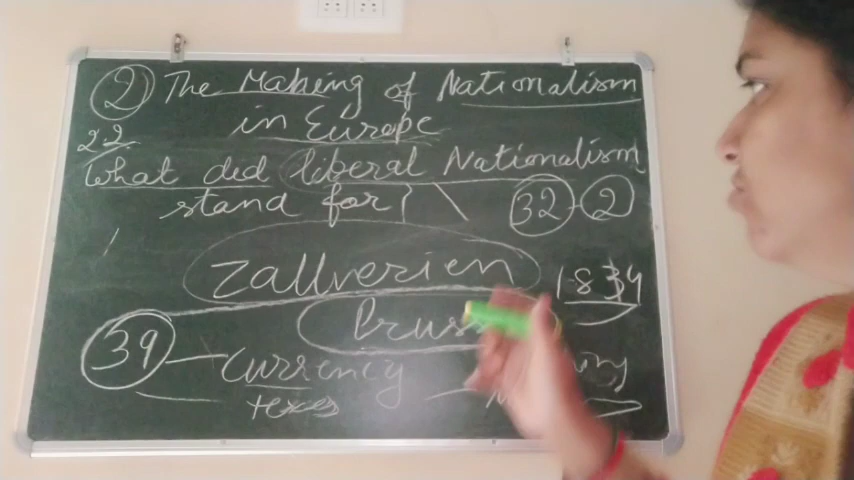 2 The Making of Nationalism
in Europe
22
What did liberal Nationalism
stand for?
32-2
Zallverien 1834
39 - currency